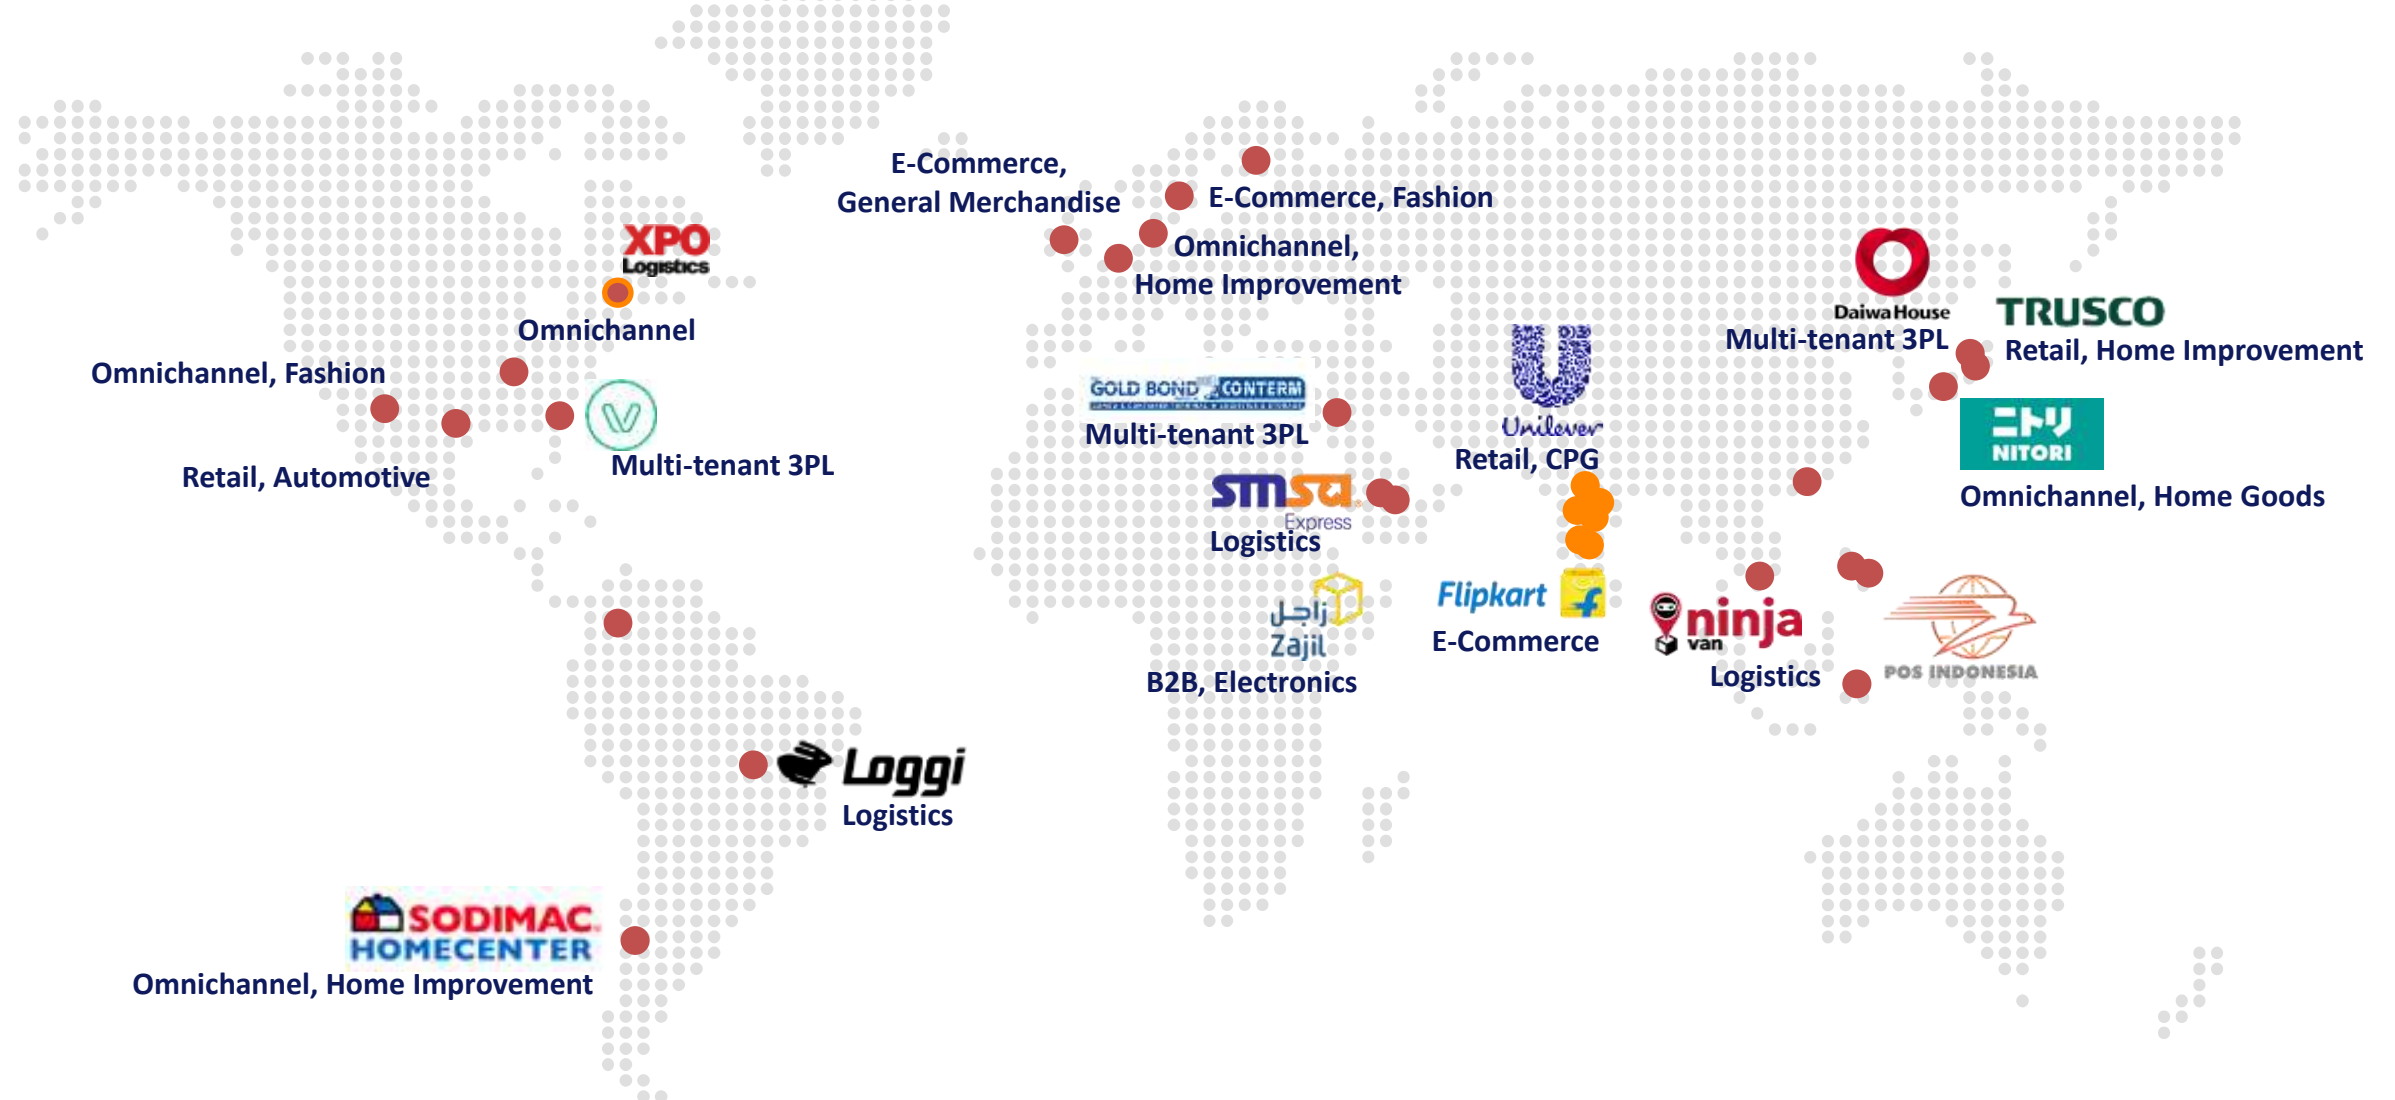 E-Commerce,
General Merchandise
E-Commerce, Fashion
Omnichannel,
Home Improvement
XPO
Logistics
Omnichannel
Omnichannel, Fashion
Retail, Automotive
V
Multi-tenant 3PL
Daiwa House
Multi-tenant 3PL
TRUSCO
Retail, Home Improvement
ニトリ
NITORI
Omnichannel, Home Goods
GOLD BOND CONTERM
Multi-tenant 3PL
Unilever
Retail, CPG
smsa
Express
Logistics
زاجل
Zajil
B2B, Electronics
Flipkart
E-Commerce
ninja
van
Logistics
POS INDONESIA
Loggi
Logistics
SODIMAC
HOMECENTER
Omnichannel, Home Improvement